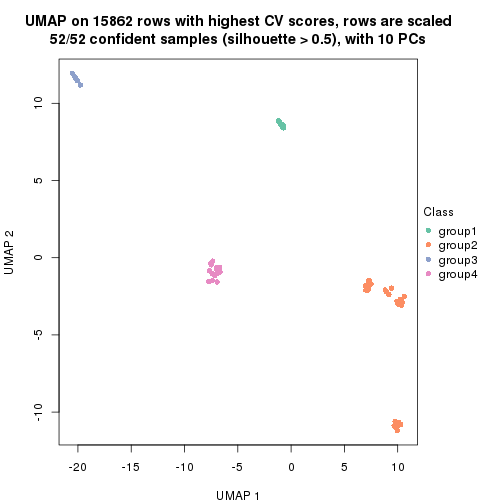 UMAP on 15862 rows with highest CV scores, rows are scaled
52/52 confident samples (silhouette > 0.5), with 10 PCs
10
5
0
-5
-10
UMAP 2
-20
-15
-10
-5
0
5
10
UMAP 1
Class
group1
group2
group3
group4